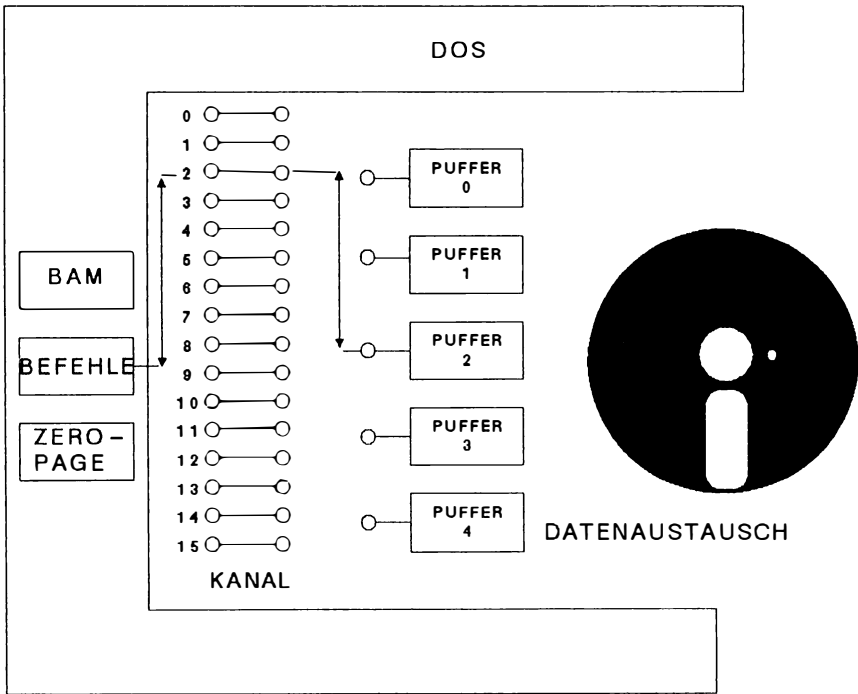 DOS
BAM
BEFEHLE
ZERO-
PAGE
0
1
2
3
4
5
6
7
8
9
10
11
12
13
14
15
KANAL
PUFFER
0
PUFFER
1
PUFFER
2
PUFFER
3
PUFFER
4
DATENAUSTAUSCH